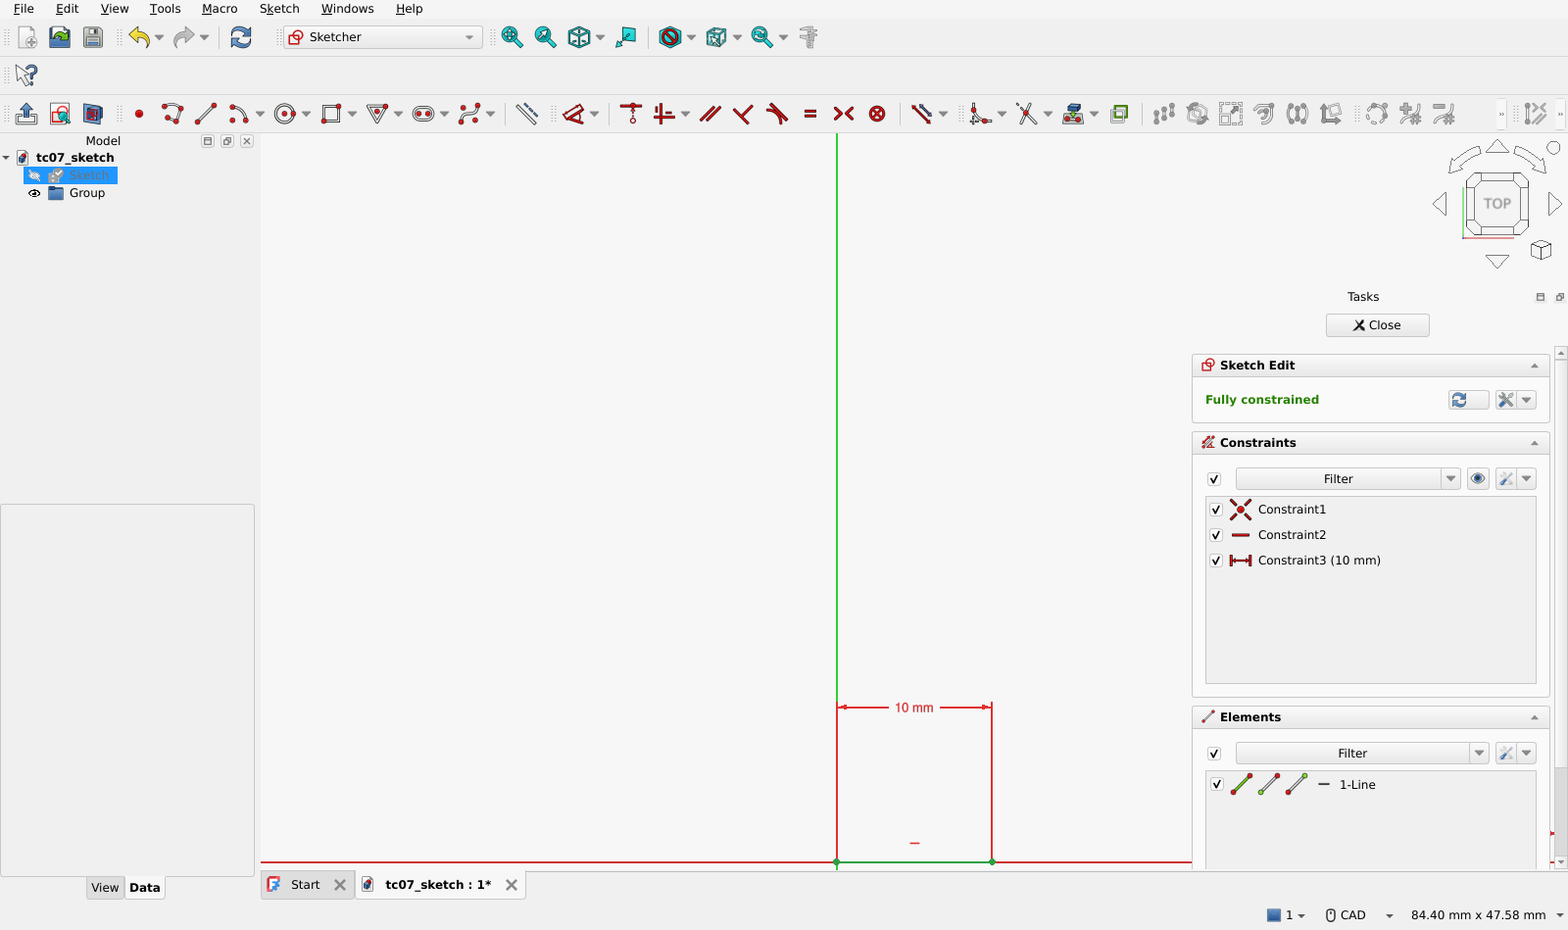 File Edit View Tools Macro Sketch Windows Help
Sketcher
Model
tc07_sketch
Sketch
Group
TOP
Tasks
Close
Sketch Edit
Fully constrained
Constraints
Filter
Constraint1
Constraint2
Constraint3 (10 mm)
10 mm
Elements
Filter
1-Line
View Data
Start tc07_sketch : 1*
1 CAD 84.40 mm x 47.58 mm